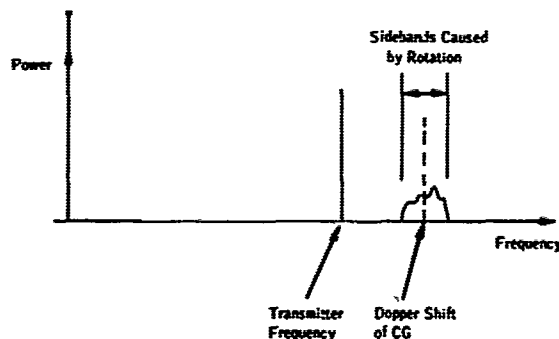 Sidebands Caused
by Rotation
Power
Frequency
Transmitter
Frequency
Dopper Shift
of CG